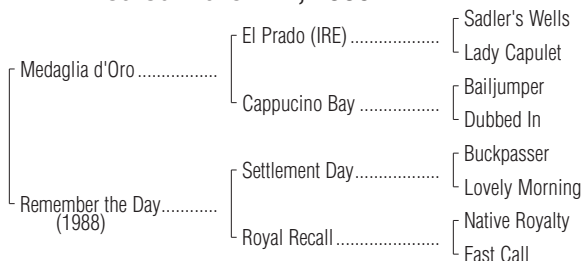 Sadler's Wells
El Prado (IRE)
Lady Capulet
Medaglia d'Oro
Bailjumper
Cappucino Bay
Dubbed In
Buckpasser
Settlement Day
Lovely Morning
Remember the Day
(1988)
Native Royalty
Royal Recall
Fast Call